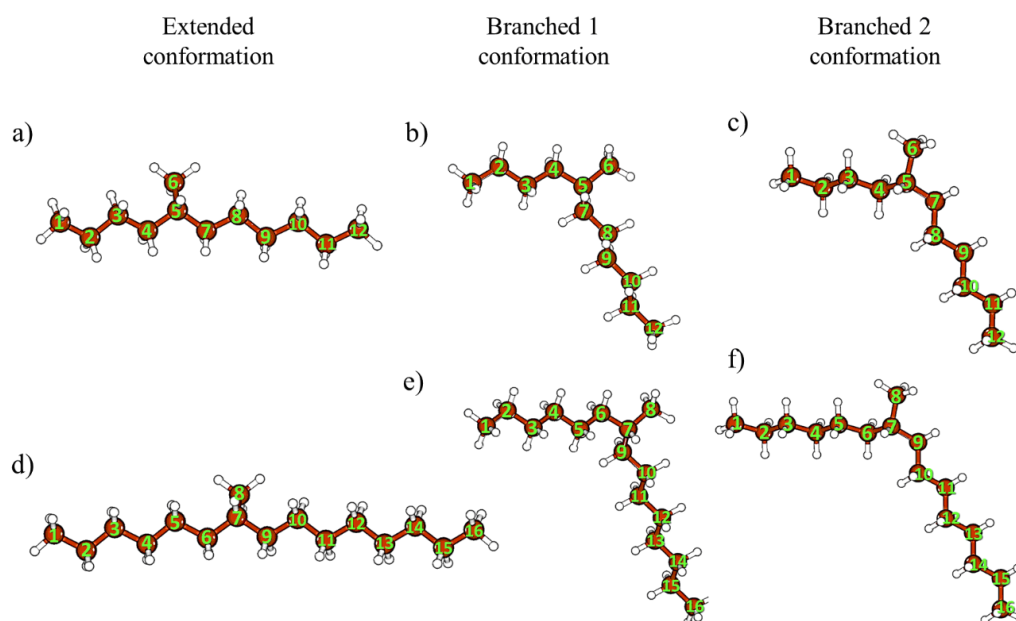 Extended
conformation
Branched 1
conformation
Branched 2
conformation
a)
1 2 3 4 5 6 7 8 9 10 11 12
b)
1 2 3 4 5 6 7 8 9 10 11 12
c)
1 2 3 4 5 6 7 8 9 10 11 12
d)
1 2 3 4 5 6 7 8 9 10 11 12 13 14 15 16
e)
1 2 3 4 5 6 7 8 9 10 11 12 13 14 15 16
f)
1 2 3 4 5 6 7 8 9 10 11 12 13 14 15 16